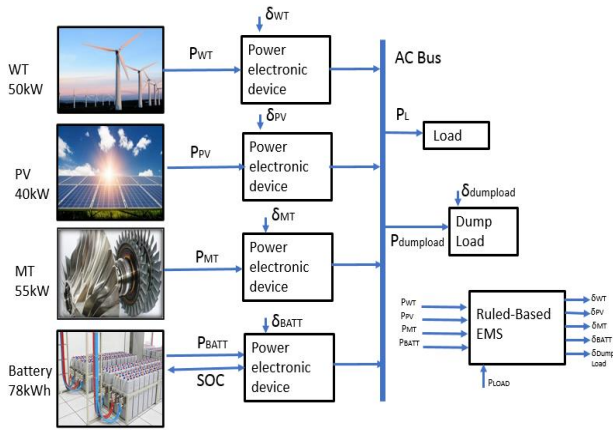 δWT
WT
50kW
PWT
Power
electronic
device
AC Bus
δPV
PV
40kW
PPV
Power
electronic
device
PL
Load
δMT
MT
55kW
PMT
Power
electronic
device
δdumpload
Pdumpload
Dump
Load
δBATT
Battery
78kWh
PBATT
SOC
Power
electronic
device
PWT
PPV
PMT
PBATT
Ruled-Based
EMS
δWT
δPV
δMT
δBATT
δDump
Load
PLOAD